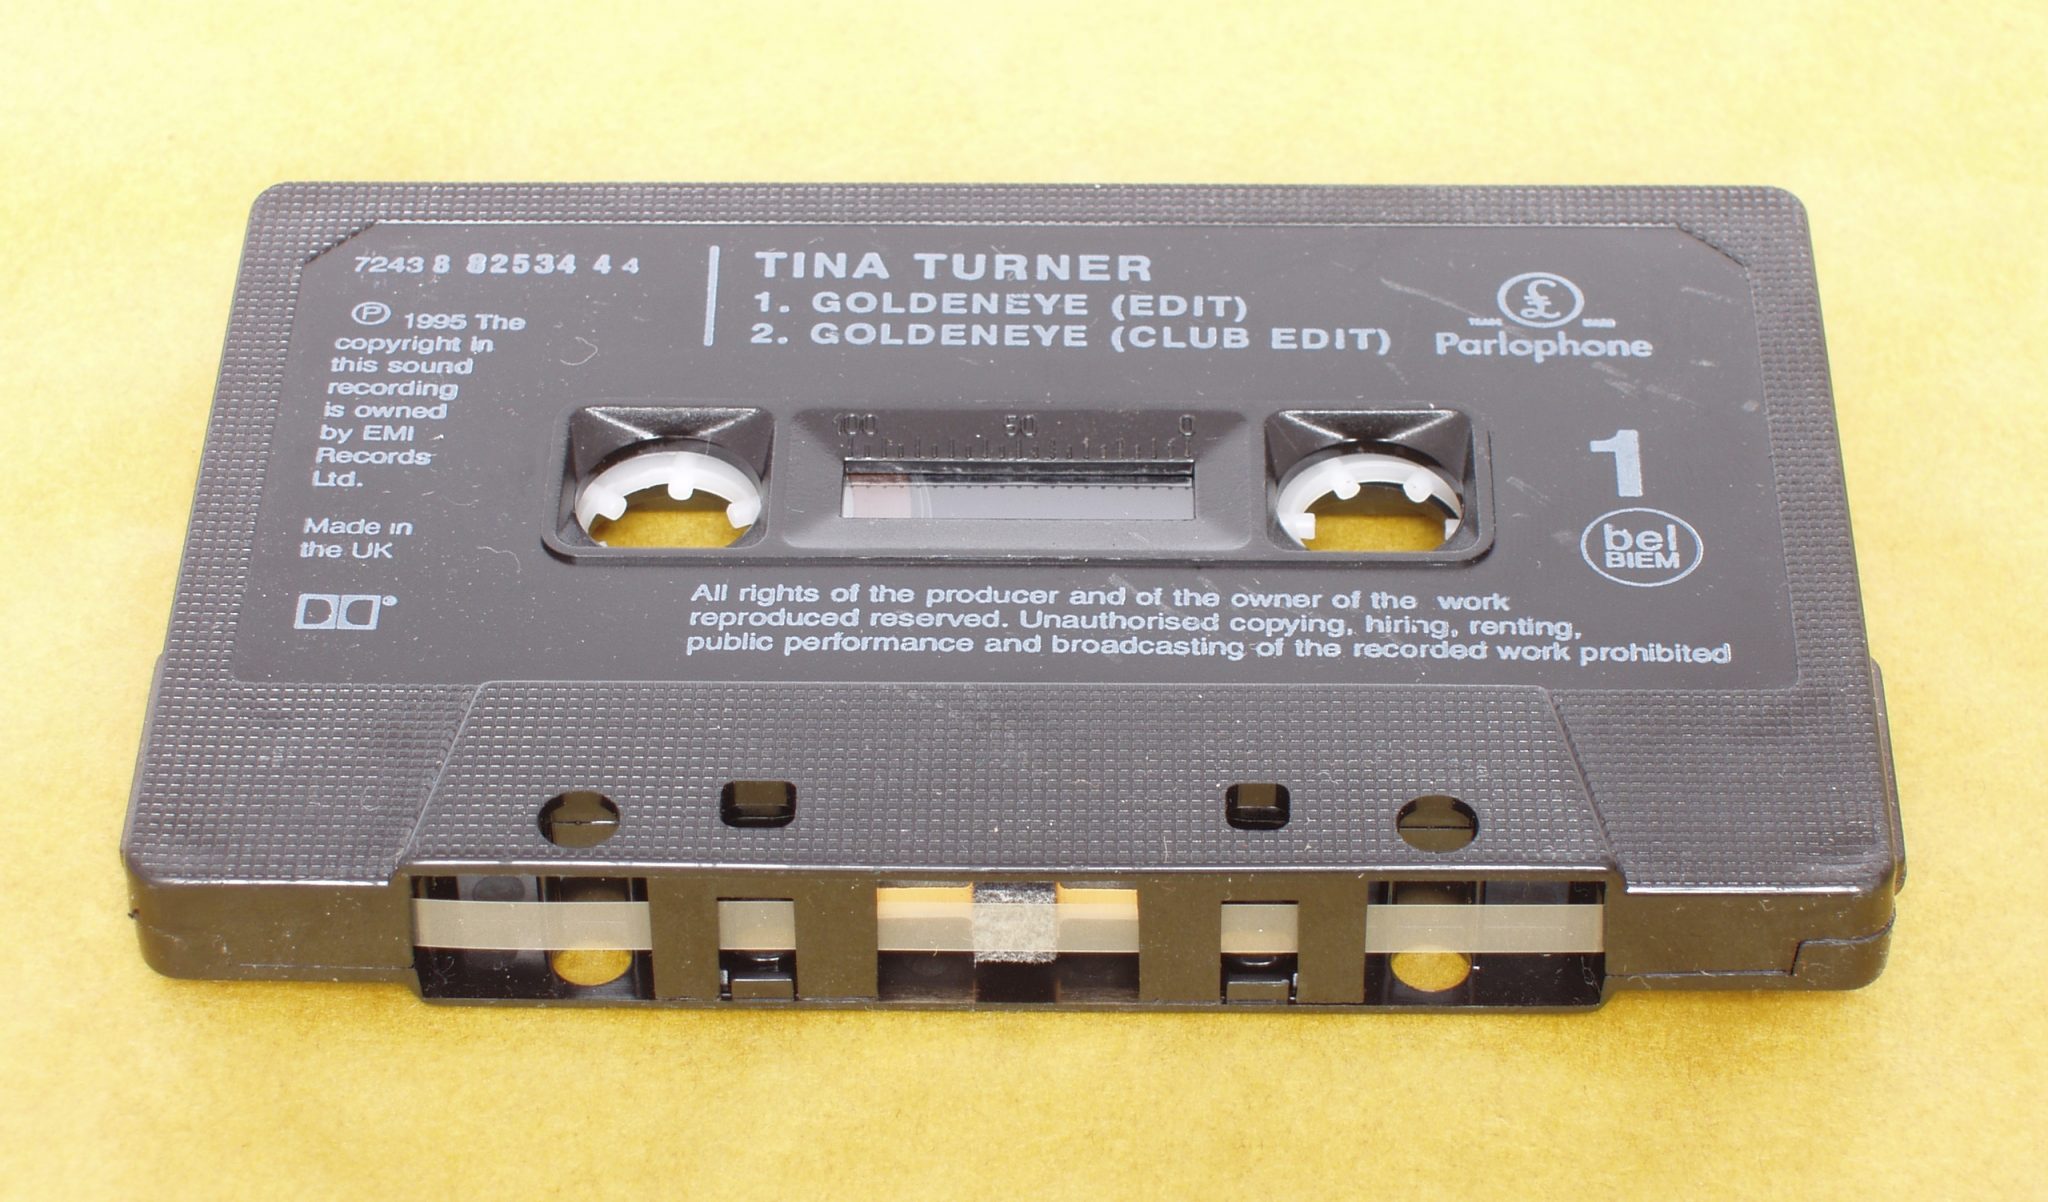 7243 8 82534 4 4
℗ 1995 The
copyright in
this sound
recording
is owned
by EMI
Records
Ltd.
Made in
the UK
TINA TURNER
1. GOLDENEYE (EDIT)
2. GOLDENEYE (CLUB EDIT)
£
TRADE MARK
Parlophone
100 50 0
1
bel
BIEM
All rights of the producer and of the owner of the work
reproduced reserved. Unauthorised copying, hiring, renting,
public performance and broadcasting of the recorded work prohibited